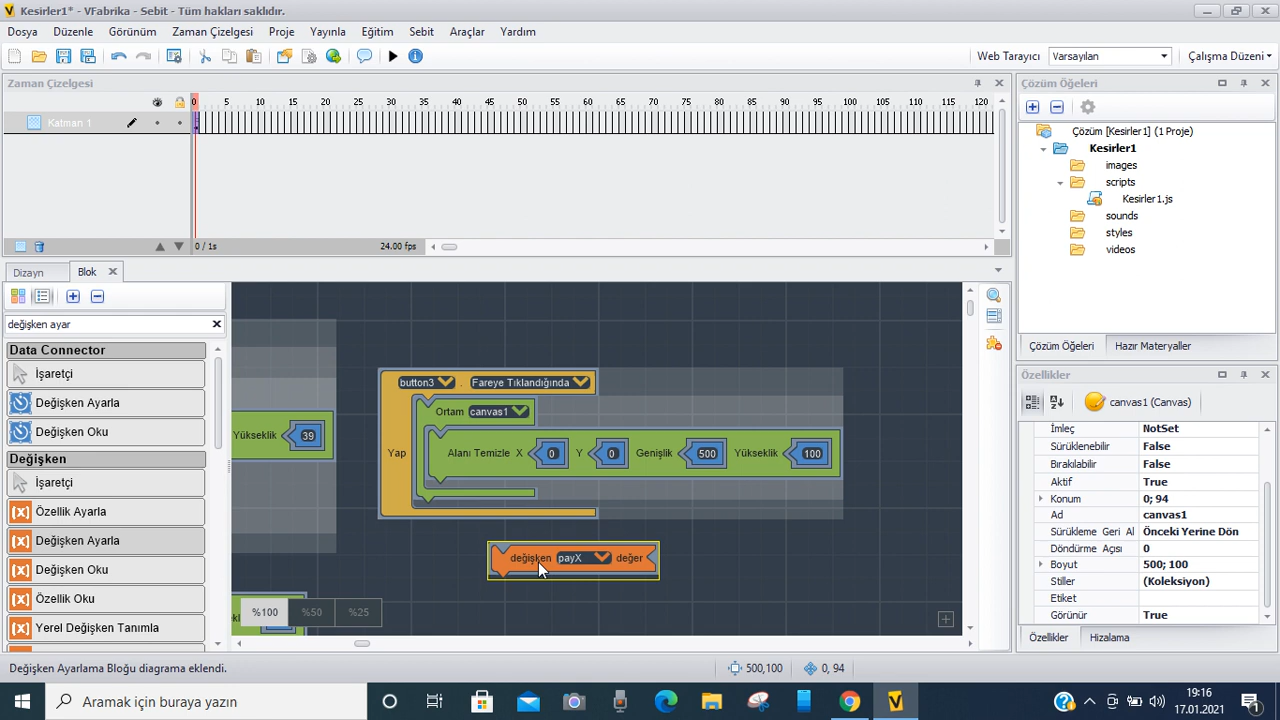 Kesirler1* - VFabrika - Sebit - Tüm hakları saklıdır.
Dosya Düzenle Görünüm Zaman Çizelgesi Proje Yayınla Eğitim Sebit Araçlar Yardım
Web Tarayıcı Varsayılan Çalışma Düzeni
Zaman Çizelgesi
0 5 10 15 20 25 30 35 40 45 50 55 60 65 70 75 80 85 90 95 100 105 110 115 120
Katman 1
0 / 1s 24.00 fps
Çözüm Öğeleri
Çözüm [Kesirler1] (1 Proje)
Kesirler1
images
scripts
Kesirler1.js
sounds
styles
videos
Çözüm Öğeleri Hazır Materyaller
Dizayn Blok
değişken ayar
Data Connector
İşaretçi
Değişken Ayarla
Değişken Oku
Değişken
İşaretçi
Özellik Ayarla
Değişken Ayarla
Değişken Oku
Özellik Oku
Yerel Değişken Tanımla
Yükseklik 39
button3 . Fareye Tıklandığında
Ortam canvas1
Yap Alanı Temizle X 0 Y 0 Genişlik 500 Yükseklik 100
değişken payX değer
%100 %50 %25
Özellikler
canvas1 (Canvas)
İmleç NotSet
Sürüklenebilir False
Bırakılabilir False
Aktif True
Konum 0; 94
Ad canvas1
Sürükleme Geri Al Önceki Yerine Dön
Döndürme Açısı 0
Boyut 500; 100
Stiller (Koleksiyon)
Etiket
Görünür True
Özellikler Hizalama
Değişken Ayarlama Bloğu diagrama eklendi. 500,100 0, 94
Aramak için buraya yazın
19:16
17.01.2021
1